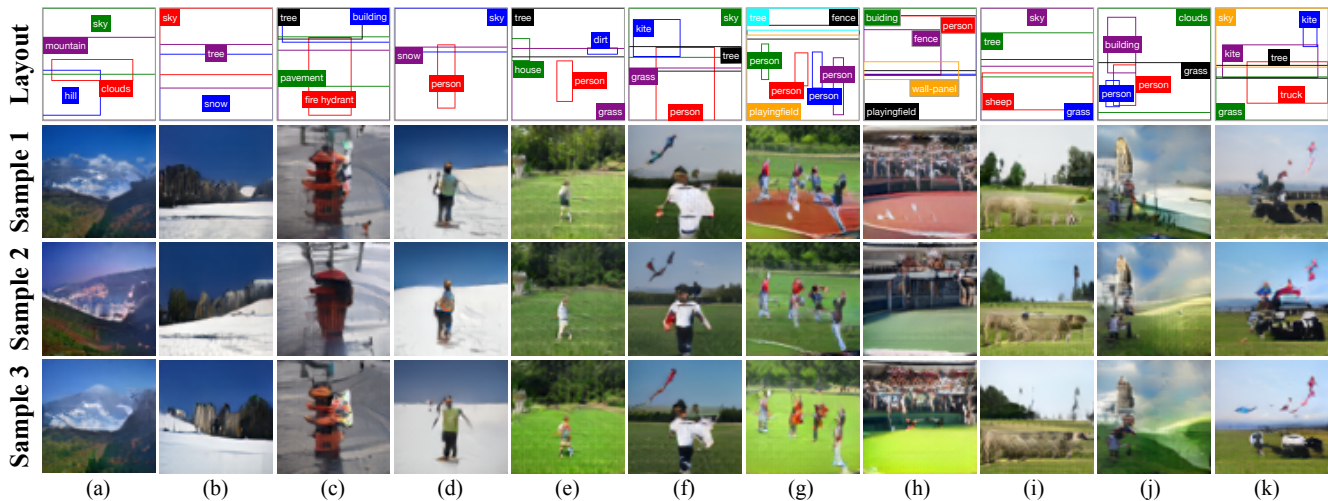 Layout
sky
mountain
clouds
hill
sky
tree
snow
tree
building
pavement
fire hydrant
sky
snow
person
tree
dirt
house
person
grass
sky
kite
tree
grass
person
tree
fence
person
person
person
person
playingfield
buiding
person
fence
wall-panel
playingfield
sky
tree
sheep
grass
clouds
building
grass
person
person
sky
kite
kite
tree
truck
grass
Sample 1
Sample 2
Sample 3
(a) (b) (c) (d) (e) (f) (g) (h) (i) (j) (k)